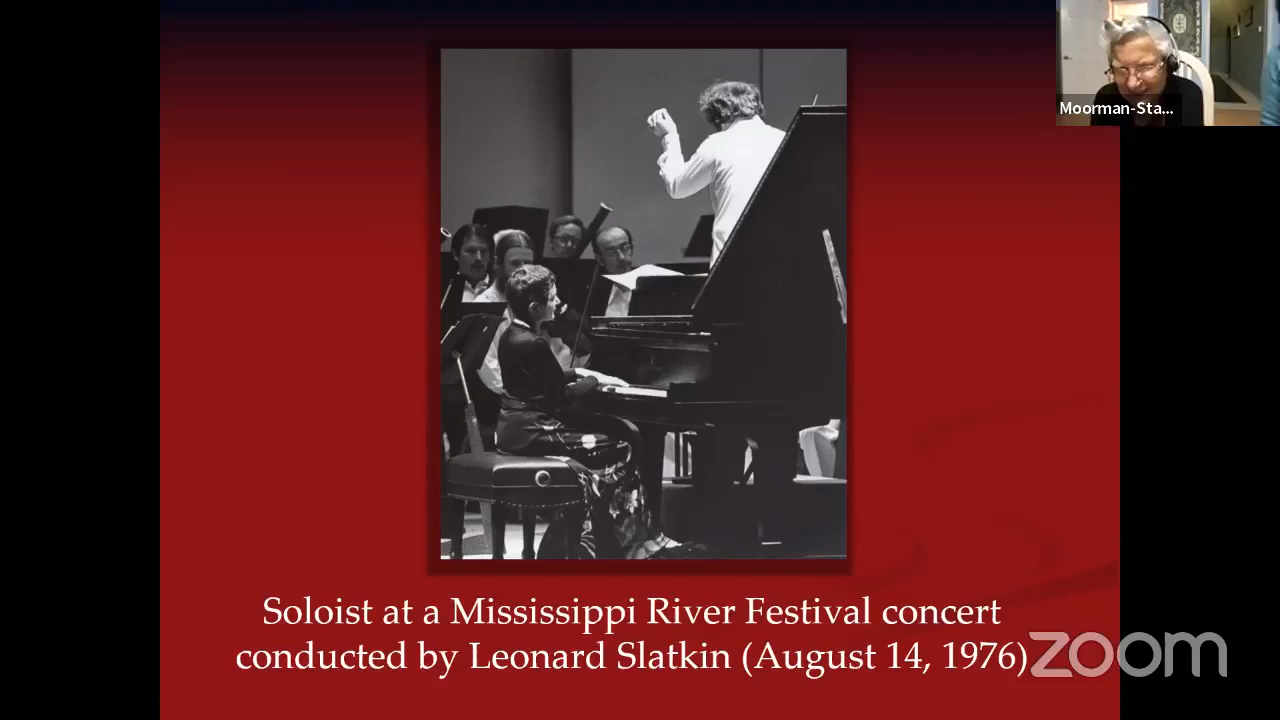 Moorman-Sta...
Soloist at a Mississippi River Festival concert
conducted by Leonard Slatkin (August 14, 1976)
zoom